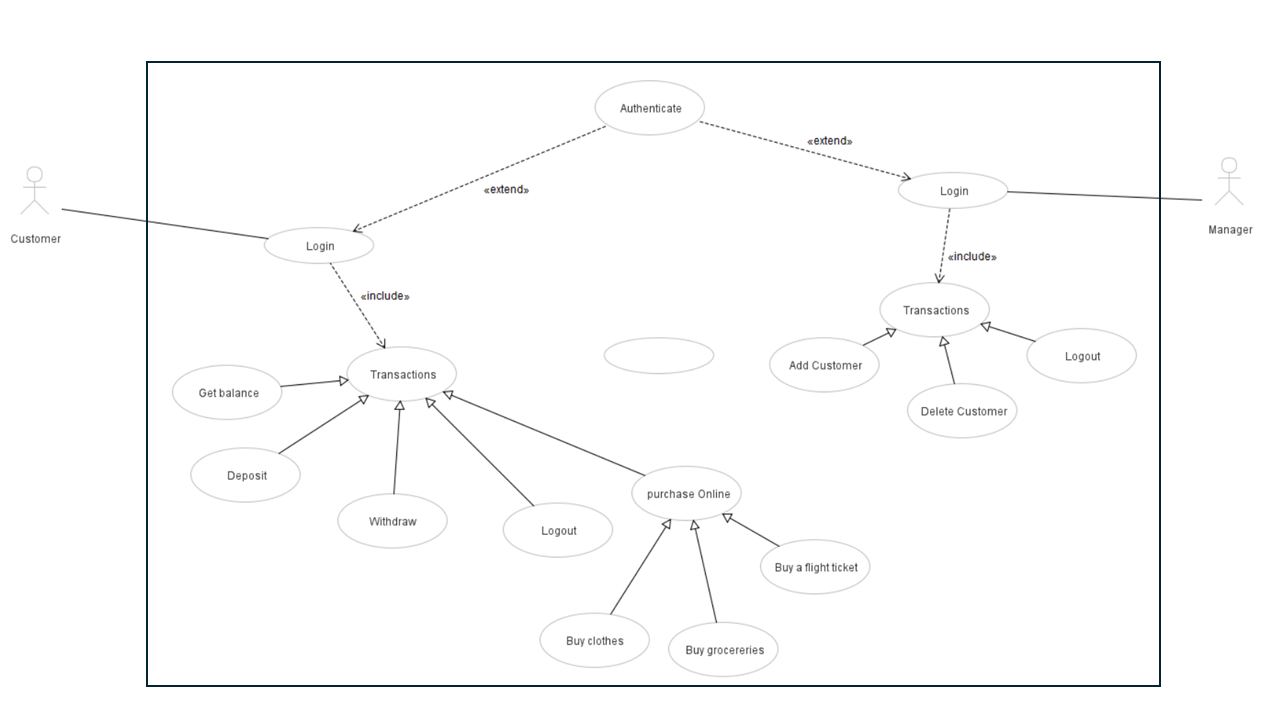 Authenticate
«extend»
«extend»
Login
Customer
Manager
Login
«include»
«include»
Transactions
Transactions
Add Customer
Logout
Get balance
Delete Customer
Deposit
purchase Online
Withdraw
Logout
Buy a flight ticket
Buy clothes
Buy grocereries